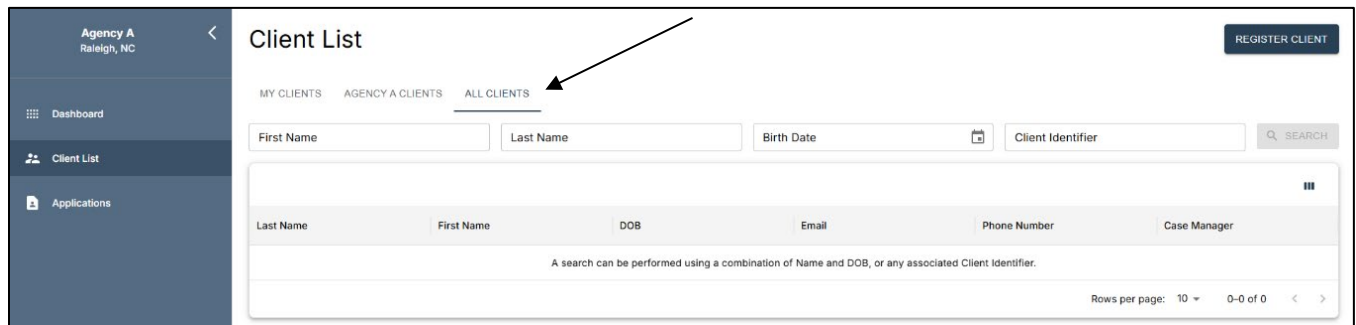 Agency A
Raleigh, NC
Dashboard
Client List
Applications
Client List
REGISTER CLIENT
MY CLIENTS AGENCY A CLIENTS ALL CLIENTS
First Name Last Name Birth Date Client Identifier SEARCH
Last Name First Name DOB Email Phone Number Case Manager
A search can be performed using a combination of Name and DOB, or any associated Client Identifier.
Rows per page: 10 0–0 of 0